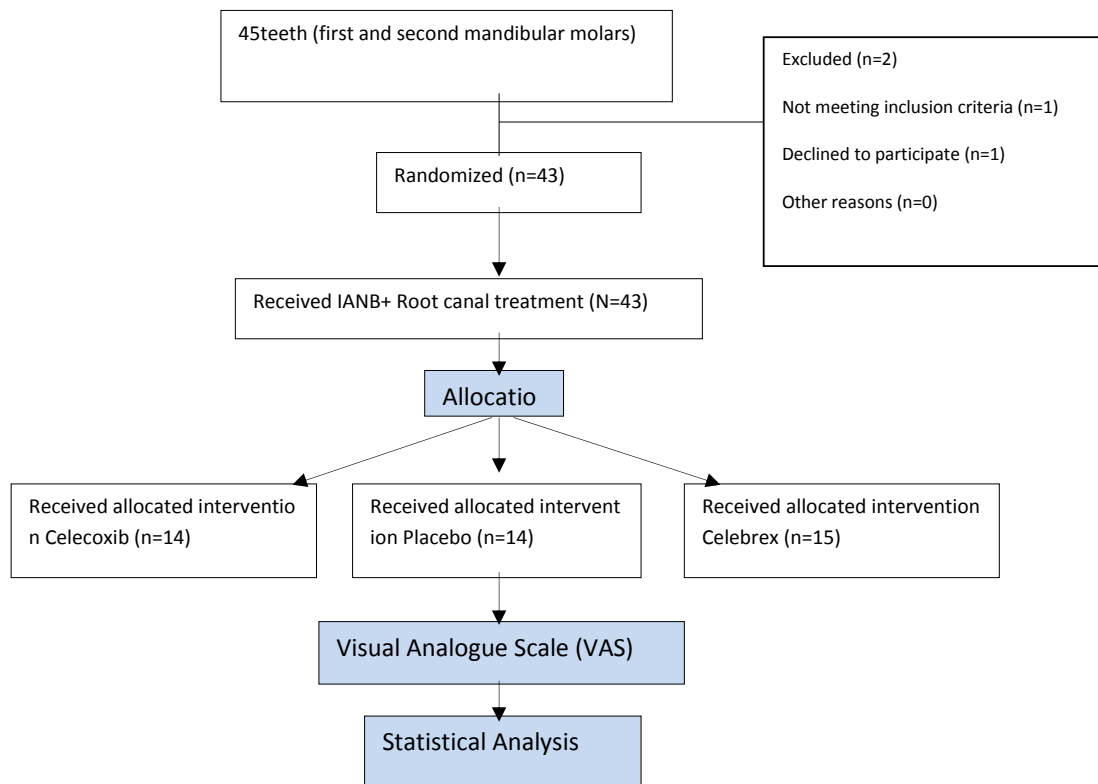 45teeth (first and second mandibular molars)
Excluded (n=2)
Not meeting inclusion criteria (n=1)
Declined to participate (n=1)
Other reasons (n=0)
Randomized (n=43)
Received IANB+ Root canal treatment (N=43)
Allocatio
Received allocated interventio
n Celecoxib (n=14)
Received allocated intervent
ion Placebo (n=14)
Received allocated intervention
Celebrex (n=15)
Visual Analogue Scale (VAS)
Statistical Analysis